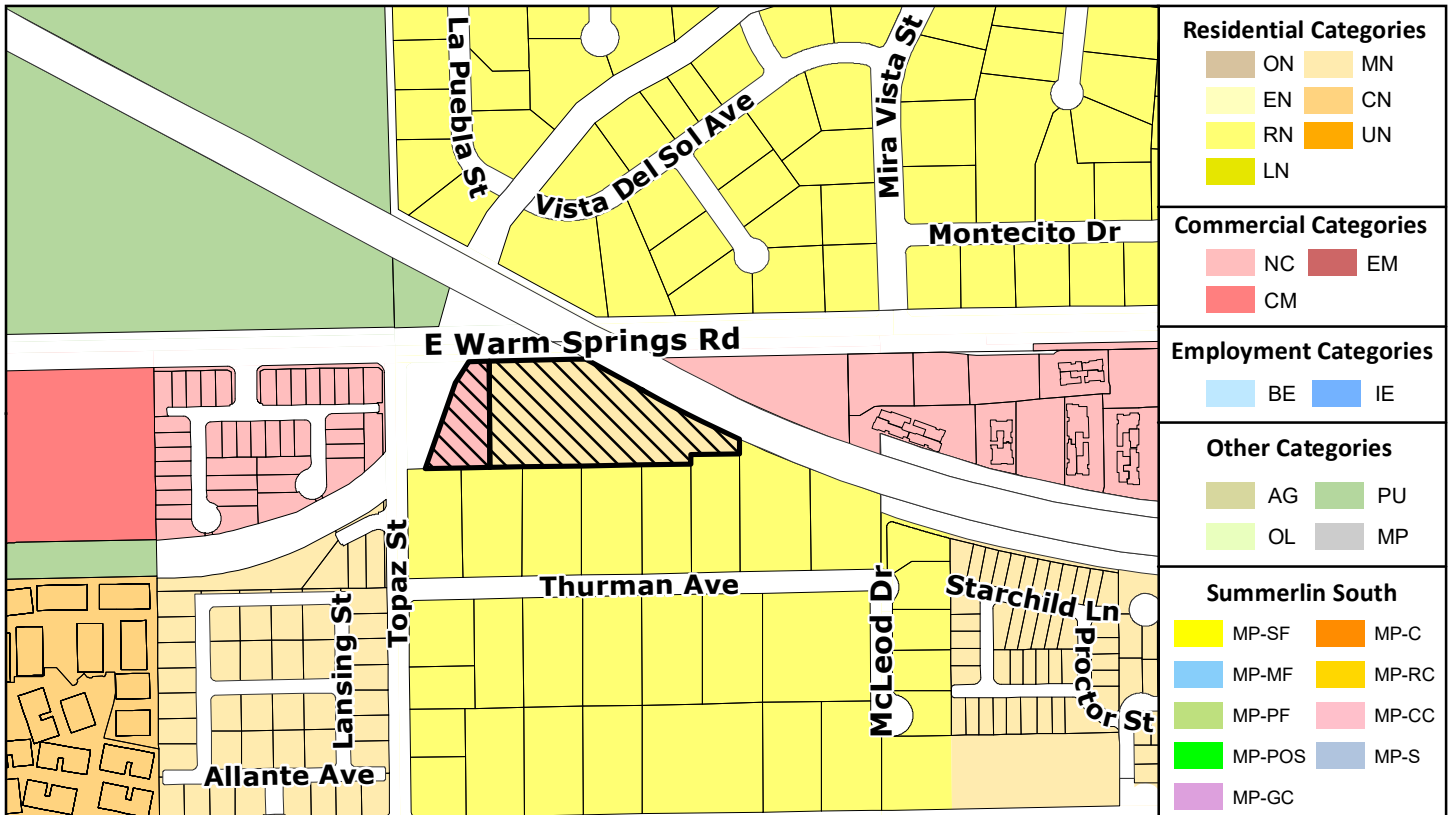 La Puebla St
Vista Del Sol Ave
Mira Vista St
Montecito Dr
E Warm Springs Rd
Topaz St
Thurman Ave
Lansing St
McLeod Dr
Starchild Ln
Proctor St
Allante Ave
Residential Categories
ON MN
EN CN
RN UN
LN
Commercial Categories
NC EM
CM
Employment Categories
BE IE
Other Categories
AG PU
OL MP
Summerlin South
MP-SF MP-C
MP-MF MP-RC
MP-PF MP-CC
MP-POS MP-S
MP-GC